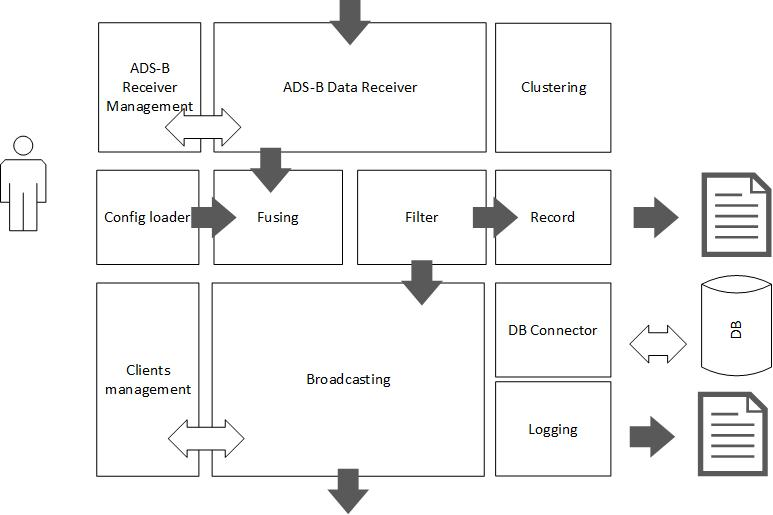 ADS-B
Receiver
Management
ADS-B Data Receiver
Clustering
Config loader
Fusing
Filter
Record
Clients
management
Broadcasting
DB Connector
DB
Logging